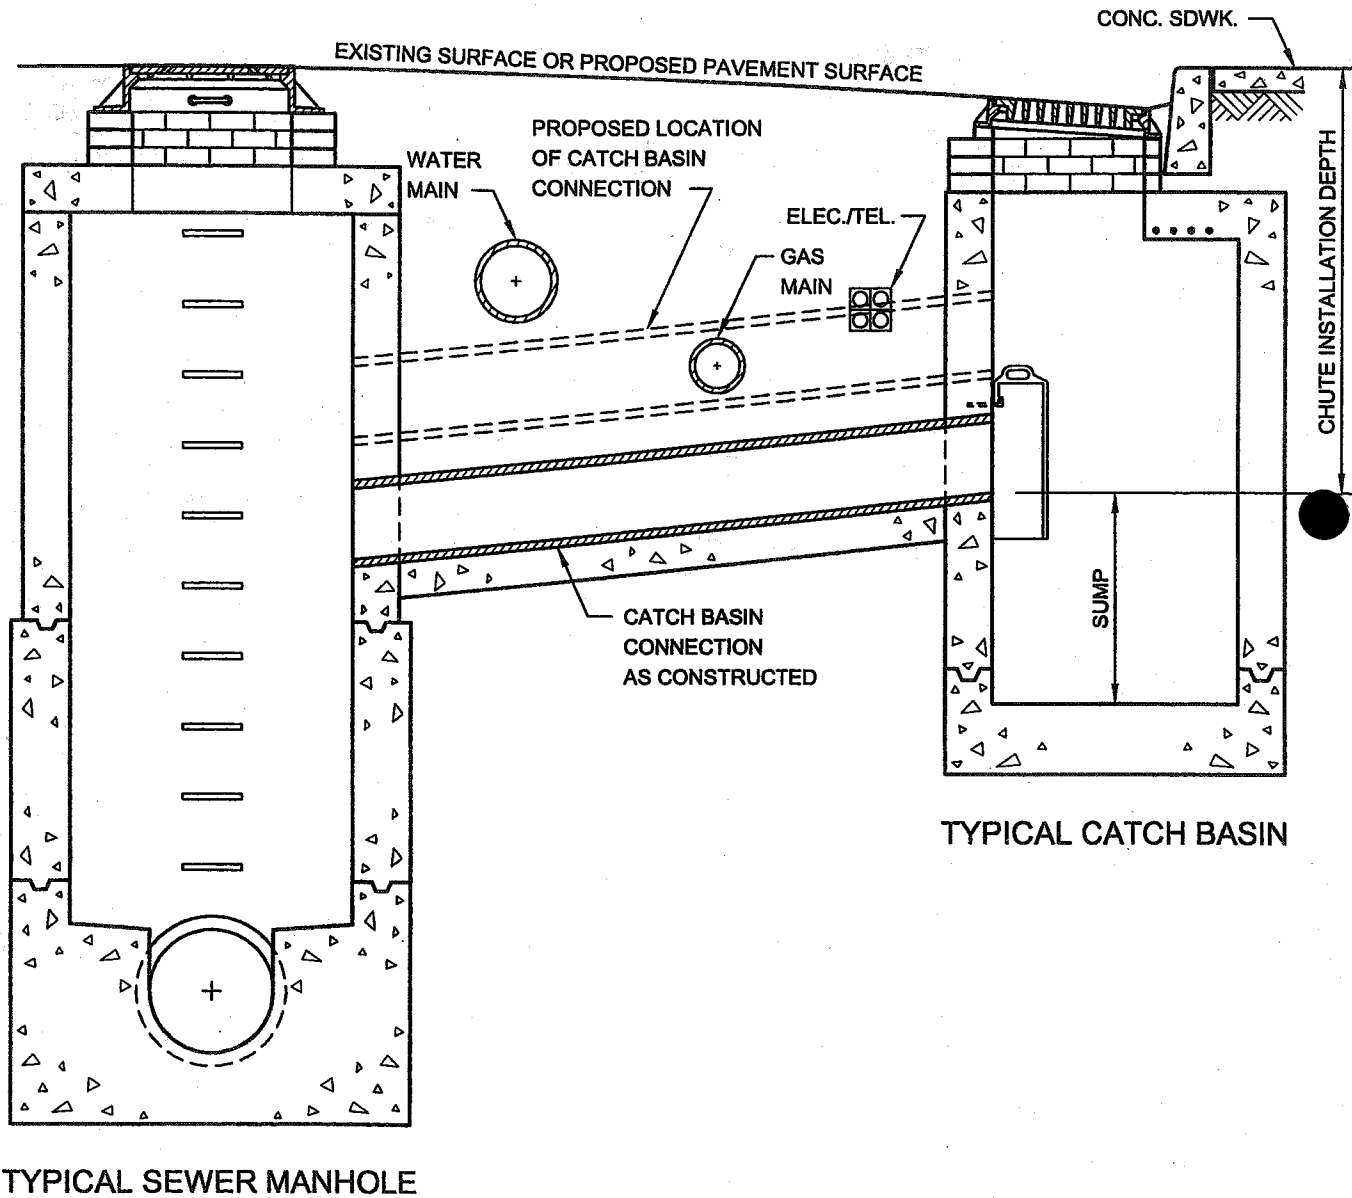 CONC. SDWK.
EXISTING SURFACE OR PROPOSED PAVEMENT SURFACE
PROPOSED LOCATION
OF CATCH BASIN
CONNECTION
WATER
MAIN
ELEC./TEL.
GAS
MAIN
CHUTE INSTALLATION DEPTH
SUMP
CATCH BASIN
CONNECTION
AS CONSTRUCTED
TYPICAL CATCH BASIN
TYPICAL SEWER MANHOLE